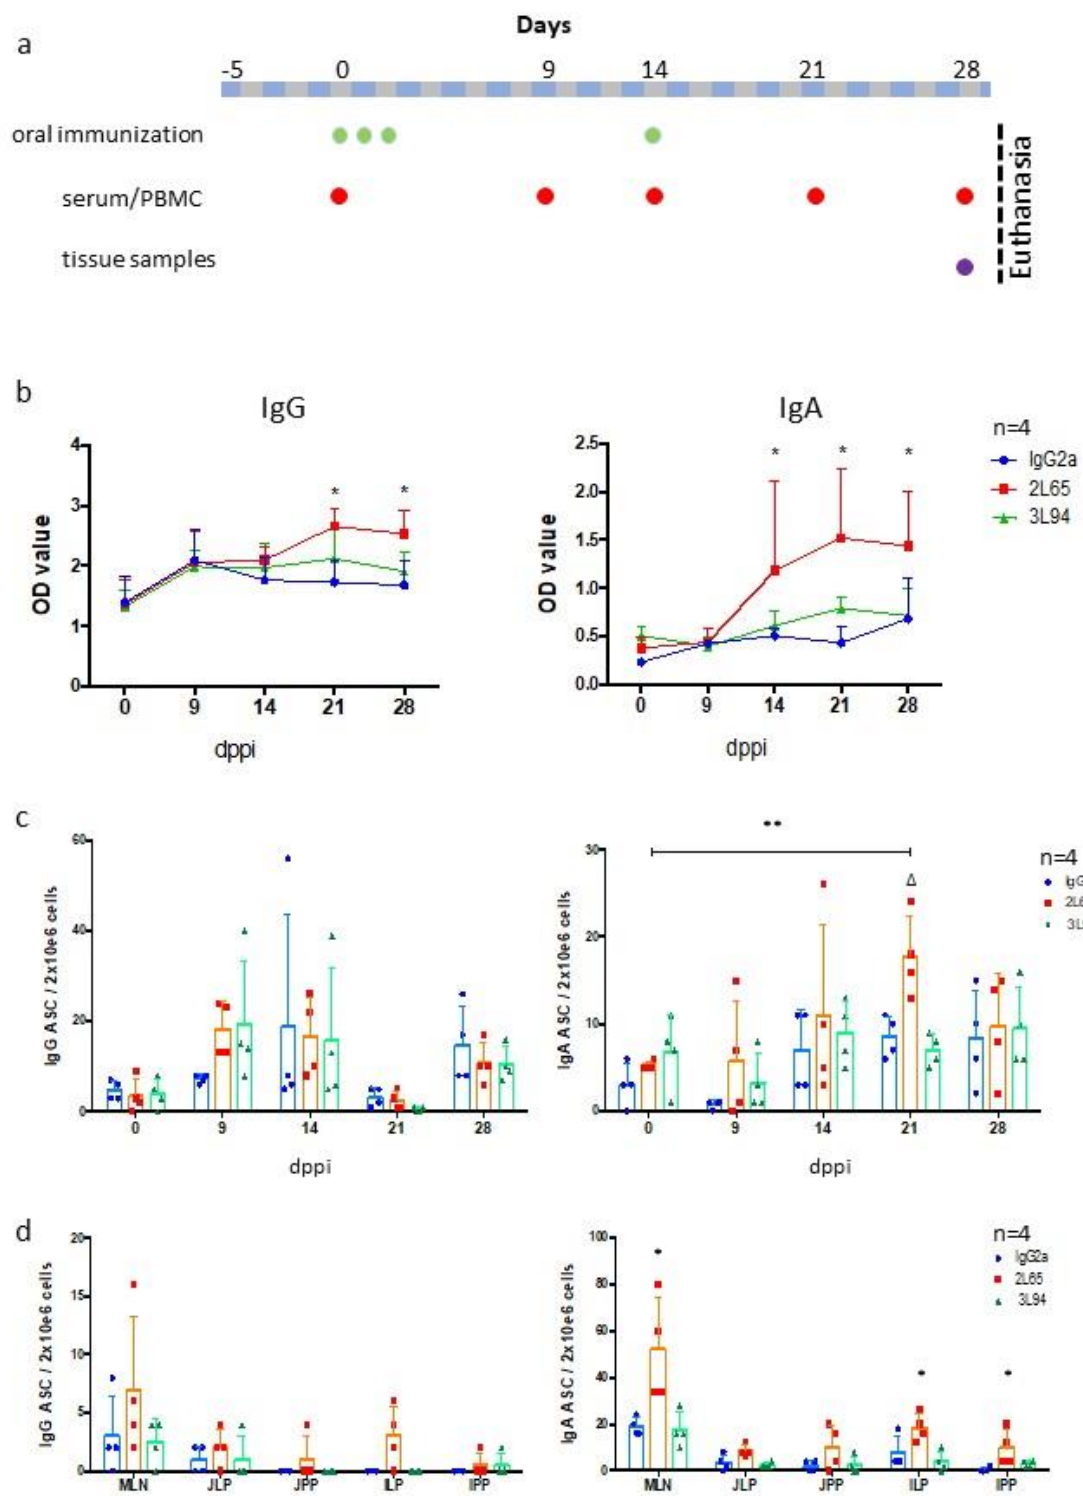 Days
a
-5 0 9 14 21 28
oral immunization
serum/PBMC
tissue samples
Euthanasia
b
IgG
OD value
4
3
2
1
0
* *
0 9 14 21 28
dppi
IgA
OD value
2.5
2.0
1.5
1.0
0.5
0.0
* * *
0 9 14 21 28
dppi
n=4
IgG2a
2L65
3L94
c
IgG ASC / 2x10e6 cells
60
40
20
0
0 9 14 21 28
dppi
**
IgA ASC / 2x10e6 cells
30
20
10
0
Δ
0 9 14 21 28
dppi
n=4
IgG
2L6
3L
d
IgG ASC / 2x10e6 cells
20
15
10
5
0
MLN JLP JPP ILP IPP
IgA ASC / 2x10e6 cells
100
80
60
40
20
0
MLN JLP JPP ILP IPP
n=4
IgG2a
2L65
3L94